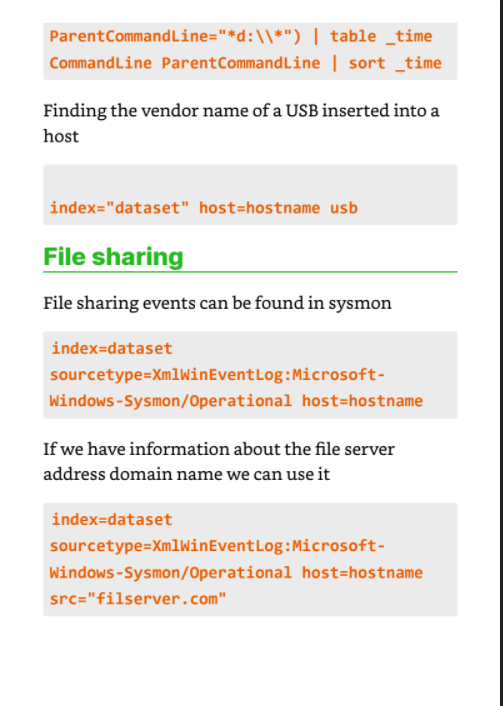 ParentCommandLine="*d:\\*") | table _time
CommandLine ParentCommandLine | sort _time
Finding the vendor name of a USB inserted into a
host
index="dataset" host=hostname usb
File sharing
File sharing events can be found in sysmon
index=dataset
sourcetype=XmlWinEventLog:Microsoft-
Windows-Sysmon/Operational host=hostname
If we have information about the file server
address domain name we can use it
index=dataset
sourcetype=XmlWinEventLog:Microsoft-
Windows-Sysmon/Operational host=hostname
src="filserver.com"